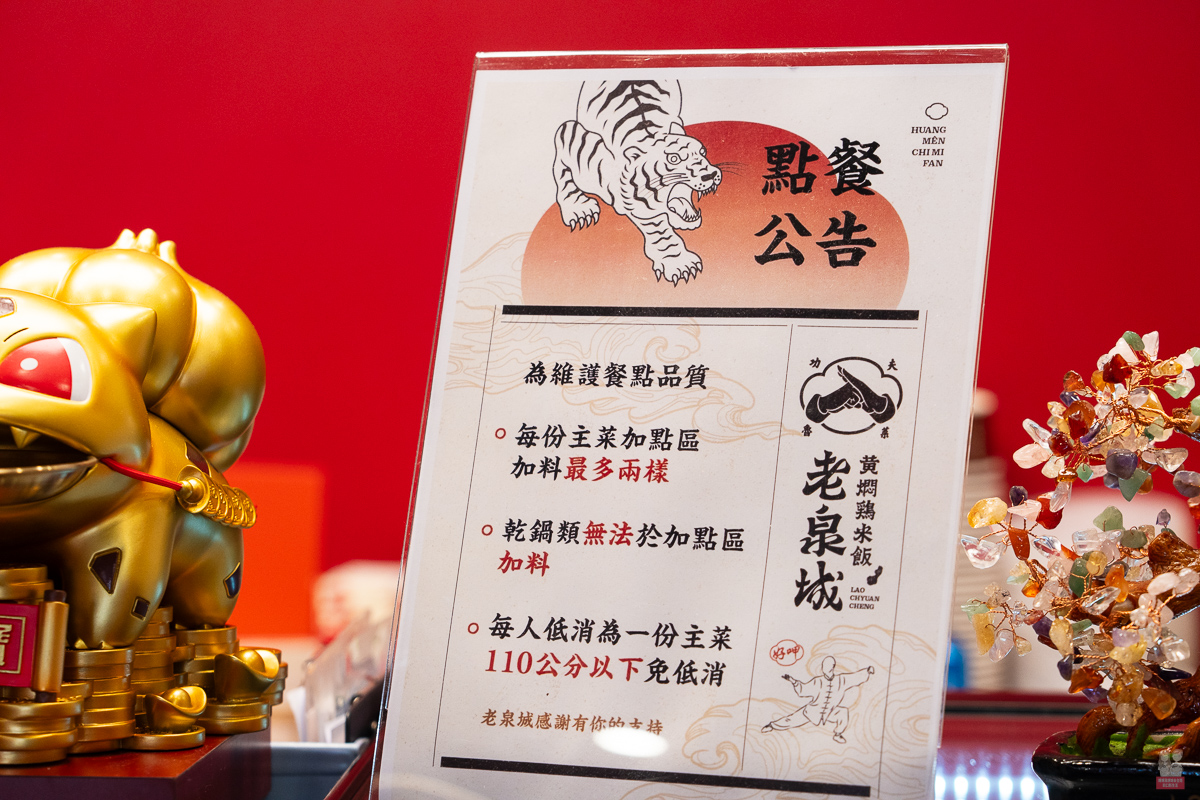 點餐
公告
HUANG
MÊN
CHI MI
FAN
為維護餐點品質
每份主菜加點區
加料最多兩樣
乾鍋類無法於加點區
加料
每人低消為一份主菜
110公分以下免低消
老泉城感謝有你的支持
功夫
魯菜
老泉城
黃燜鷄米飯
LAO
CHYUAN
CHENG
好呷